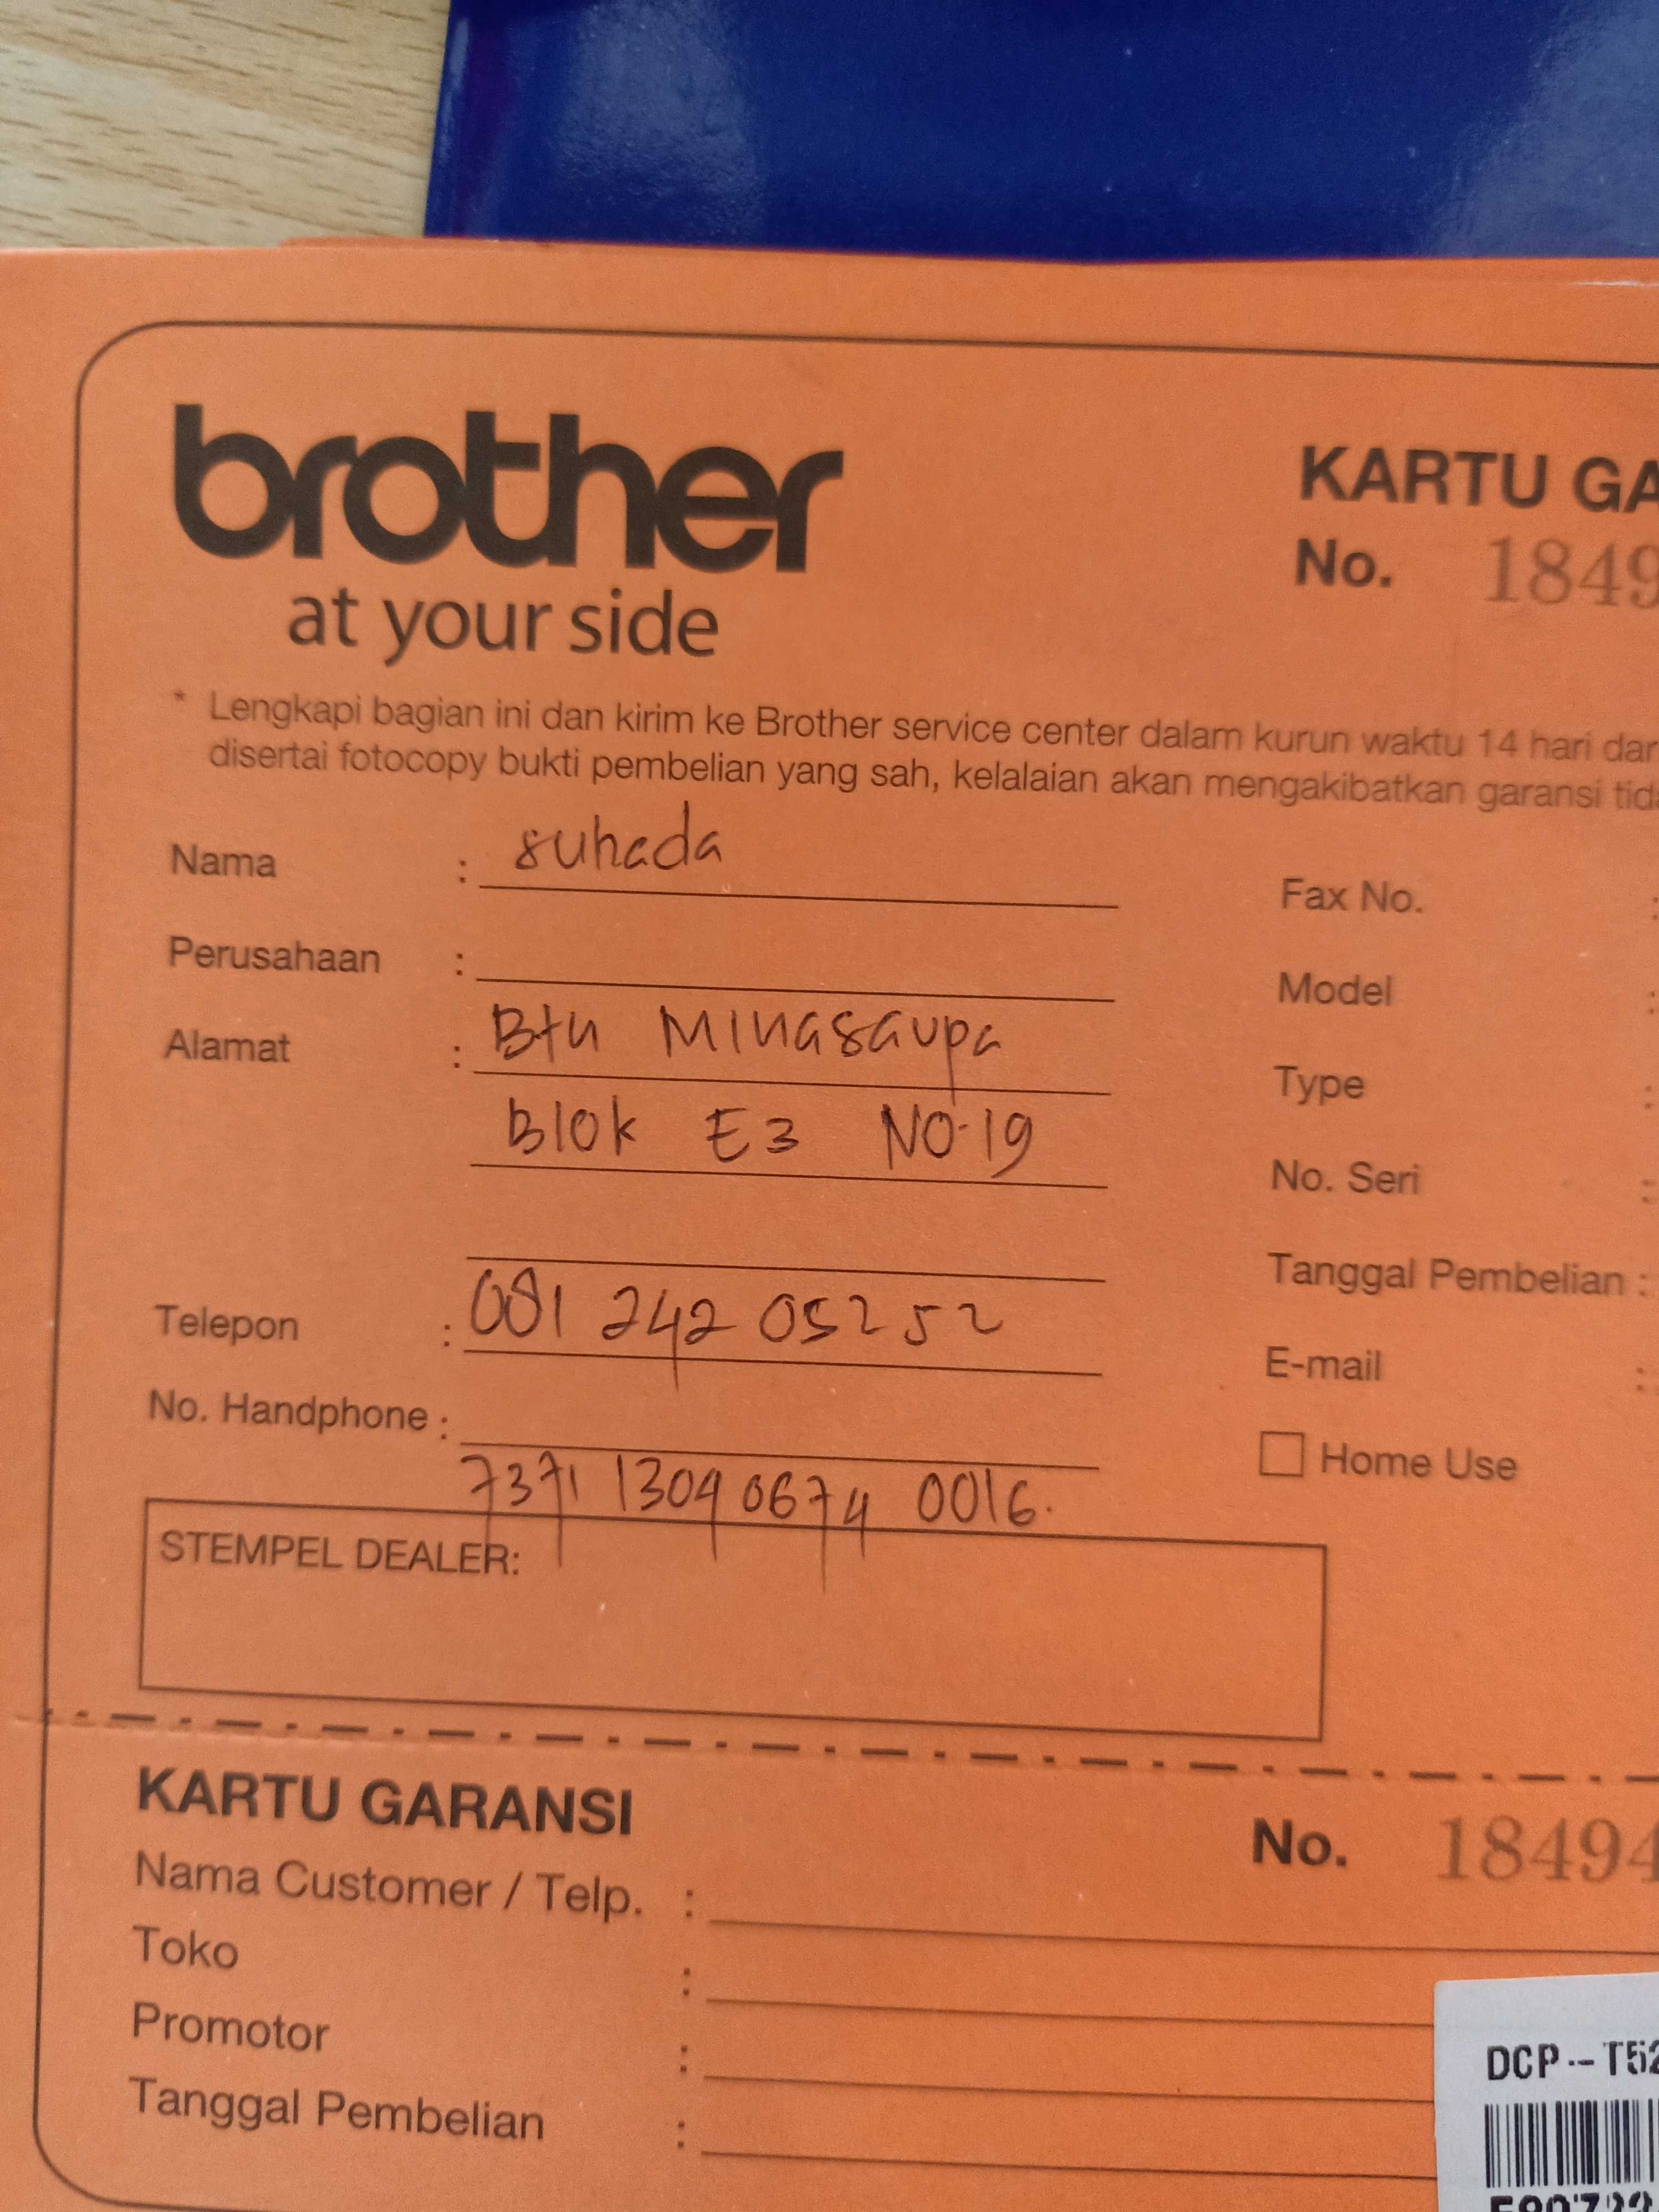 brother
at your side
KARTU GA
No. 1849
* Lengkapi bagian ini dan kirim ke Brother service center dalam kurun waktu 14 hari dar
disertai fotocopy bukti pembelian yang sah, kelalaian akan mengakibatkan garansi tid
Nama : suhada
Fax No. :
Perusahaan :
Model :
Alamat : Btn Minasaupa
Type :
Blok E3 NO.19
No. Seri :
Tanggal Pembelian :
Telepon : 081 242 05252
E-mail :
No. Handphone :
Home Use
7371 1309 0674 0016.
STEMPEL DEALER:
KARTU GARANSI
No. 18494
Nama Customer / Telp. :
Toko :
Promotor :
Tanggal Pembelian :
DCP-T52